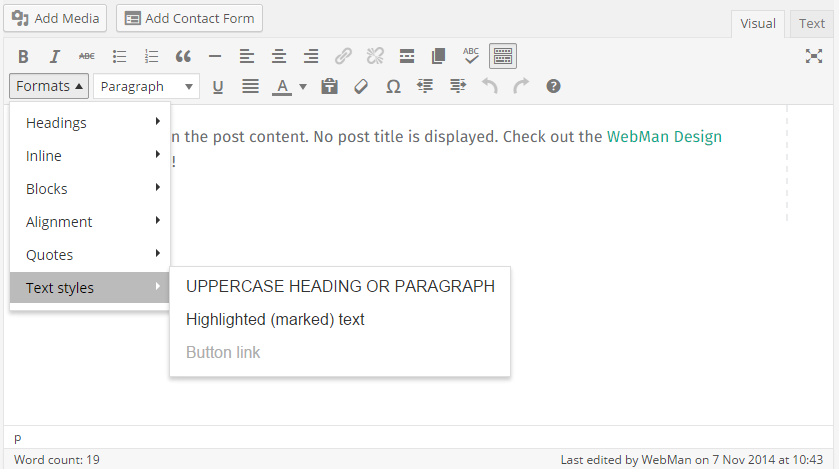 Add Media Add Contact Form
Visual Text
B I ABC ABC
Formats Paragraph U A Ω ?
Headings
n the post content. No post title is displayed. Check out the WebMan Design
Inline !
Blocks
Alignment
Quotes
Text styles UPPERCASE HEADING OR PARAGRAPH
Highlighted (marked) text
Button link
p
Word count: 19 Last edited by WebMan on 7 Nov 2014 at 10:43